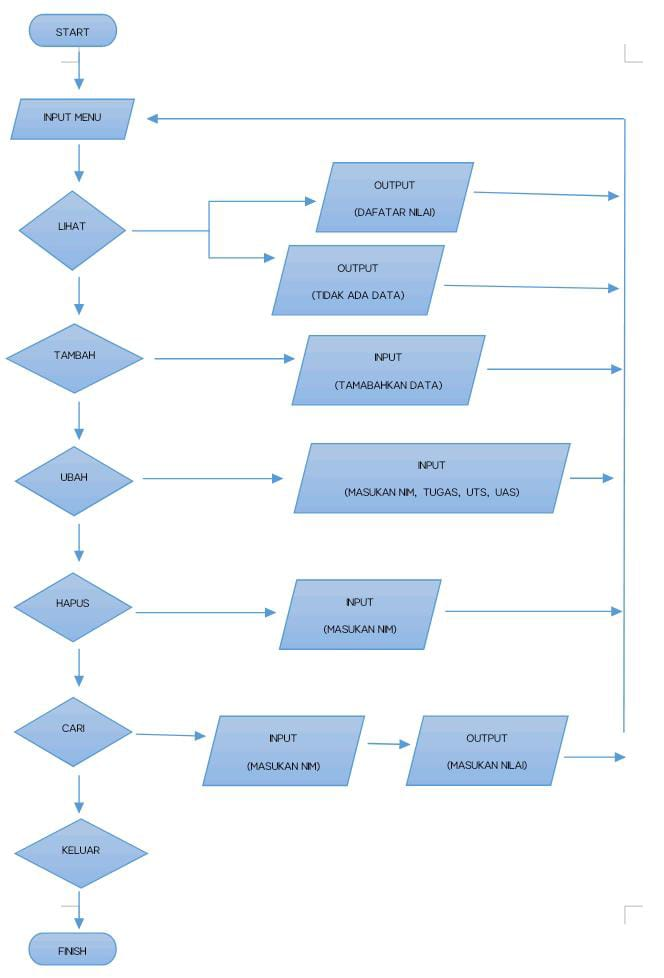 START
INPUT MENU
LIHAT
OUTPUT
(DAFATAR NILAI)
OUTPUT
(TIDAK ADA DATA)
TAMBAH
INPUT
(TAMABAHKAN DATA)
UBAH
INPUT
(MASUKAN NIM, TUGAS, UTS, UAS)
HAPUS
INPUT
(MASUKAN NIM)
CARI
INPUT
(MASUKAN NIM)
OUTPUT
(MASUKAN NILAI)
KELUAR
FINISH